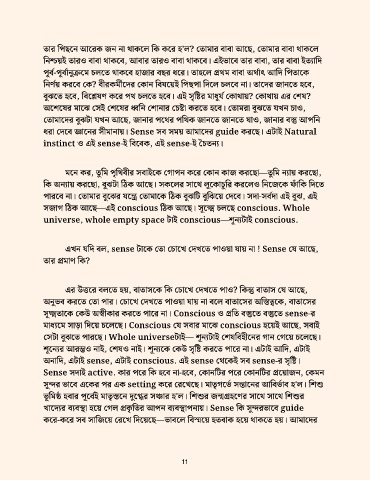 তার পিছনে আরেক জন না থাকলে কি করে হ'ল? তোমার বাবা আছে, তোমার বাবা থাকলে
নিশ্চয়ই তারও বাবা থাকবে, আবার তারও বাবা থাকবে। এইভাবে তার বাবা, তার বাবা ইত্যাদি
পূর্ব-পূর্বানুক্রমে চলতে থাকবে হাজার বছর ধরে। তাহলে প্রথম বাবা অর্থাৎ আদি পিতাকে
নির্ণয় করবে কে? বীরকর্মীদের কোন বিষয়েই পিছপা দিলে চলবে না। তাদের জানতে হবে,
বুঝতে হবে, বিশ্লেষণ করে পথ চলতে হবে। এই সৃষ্টির মাধুর্য কোথায়? কোথায় এর শেষ?
অশেষের মাঝে সেই শেষের ধ্বনি শোনার চেষ্টা করতে হবে। তোমরা বুঝতে যখন চাও,
তোমাদের বুঝটা যখন আছে, জানার পথের পথিক জানতে জানতে যাও, জানার বস্তু আপনি
ধরা দেবে জ্ঞানের সীমানায়। Sense সব সময় আমাদের guide করছে। এটাই Natural
instinct ও এই sense-ই বিবেক, এই sense-ই চৈতন্য।
মনে কর, তুমি পৃথিবীর সবাইকে গোপন করে কোন কাজ করছো—তুমি ন্যায় করছো,
কি অন্যায় করছো, বুঝটা ঠিক আছে। সকলের সাথে লুকোচুরি করলেও নিজেকে ফাঁকি দিতে
পারবে না। তোমার বুঝের যন্ত্রে তোমাকে ঠিক বুঝটি বুঝিয়ে দেবে। সদা-সর্বদা এই বুঝ, এই
সজাগ ঠিক আছে—এই conscious ঠিক আছে। সূক্ষ্মে চলছে conscious. Whole
universe, whole empty space টাই conscious—শূন্যটাই conscious.
এখন যদি বল, sense টাকে তো চোখে দেখতে পাওয়া যায় না ! Sense যে আছে,
তার প্রমাণ কি?
এর উত্তরে বলতে হয়, বাতাসকে কি চোখে দেখতে পাও? কিন্তু বাতাস যে আছে,
অনুভব করতে তো পার। চোখে দেখতে পাওয়া যায় না বলে বাতাসের অস্তিত্বকে, বাতাসের
সূক্ষ্মতাকে কেউ অস্বীকার করতে পারে না। Conscious ও প্রতি বস্তুতে বস্তুতে sense-র
মাধ্যমে সাড়া দিয়ে চলেছে। Conscious যে সবার মাঝে conscious হয়েই আছে, সবাই
সেটা বুঝাতে পারছে। Whole universeটাই— শূন্যটাই শেষবিহীনের গান গেয়ে চলেছে।
শূন্যের আরম্ভও নাই, শেষও নাই। শূন্যকে কেউ সৃষ্টি করতে পারে না। এটাই আদি, এটাই
অনাদি, এটাই sense, এটাই conscious. এই sense থেকেই সব sense-র সৃষ্টি।
Sense সদাই active. কার পরে কি হবে না-হবে, কোনটির পরে কোনটির প্রয়োজন, কেমন
সুন্দর ভাবে একের পর এক setting করে রেখেছে। মাতৃগর্ভে সন্তানের আবির্ভাব হ'ল। শিশু
ভূমিষ্ঠ হবার পূর্বেই মাতৃস্তনে দুগ্ধের সঞ্চার হ'ল। শিশুর জন্মগ্রহণের সাথে সাথে শিশুর
খাদ্যের ব্যবস্থা হয়ে গেল প্রকৃতির আপন ব্যবস্থাপনায়। Sense কি সুন্দরভাবে guide
করে-করে সব সাজিয়ে রেখে দিয়েছে—ভাবলে বিস্ময়ে হতবাক হয়ে থাকতে হয়। আমাদের
11